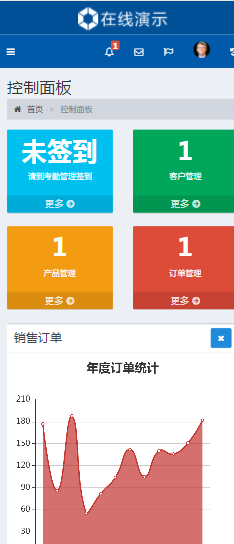 在线演示
1
控制面板
首页 > 控制面板
未签到
请到考勤管理签到
更多
1
客户管理
更多
1
产品管理
更多
1
订单管理
更多
销售订单
年度订单统计
210
180
150
120
90
60
30